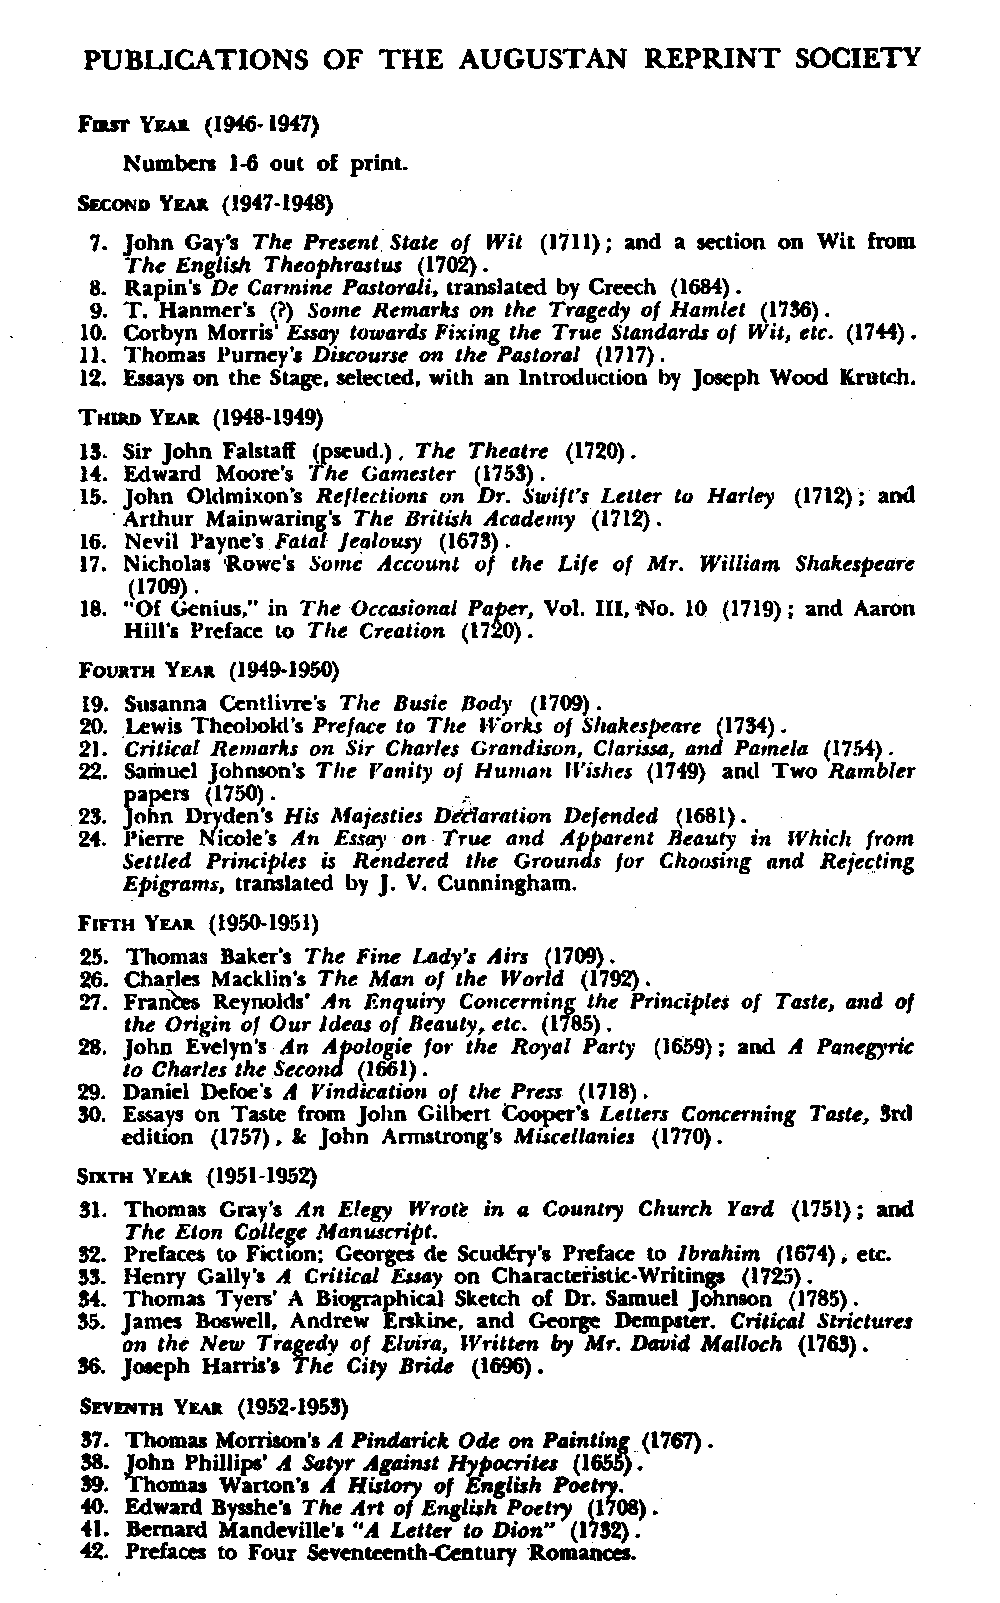 PUBLICATIONS OF THE AUGUSTAN REPRINT SOCIETY
FIRST YEAR (1946-1947)
Numbers 1-6 out of print.
SECOND YEAR (1947-1948)
7. John Gay's The Present State of Wit (1711); and a section on Wit from
The English Theophrastus (1702).
8. Rapin's De Carmine Pastorali, translated by Creech (1684).
9. T. Hanmer's (?) Some Remarks on the Tragedy of Hamlet (1736).
10. Corbyn Morris' Essay towards Fixing the True Standards of Wit, etc. (1744).
11. Thomas Purney's Discourse on the Pastoral (1717).
12. Essays on the Stage, selected, with an Introduction by Joseph Wood Krutch.
THIRD YEAR (1948-1949)
13. Sir John Falstaff (pseud.), The Theatre (1720).
14. Edward Moore's The Gamester (1753).
15. John Oldmixon's Reflections on Dr. Swift's Letter to Harley (1712); and
Arthur Mainwaring's The British Academy (1712).
16. Nevil Payne's Fatal Jealousy (1673).
17. Nicholas Rowe's Some Account of the Life of Mr. William Shakespeare
(1709).
18. "Of Genius," in The Occasional Paper, Vol. III, No. 10 (1719); and Aaron
Hill's Preface to The Creation (1720).
FOURTH YEAR (1949-1950)
19. Susanna Centlivre's The Busie Body (1709).
20. Lewis Theobold's Preface to The Works of Shakespeare (1734).
21. Critical Remarks on Sir Charles Grandison, Clarissa, and Pamela (1754).
22. Samuel Johnson's The Vanity of Human Wishes (1749) and Two Rambler
papers (1750).
23. John Dryden's His Majesties Declaration Defended (1681).
24. Pierre Nicole's An Essay on True and Apparent Beauty in Which from
Settled Principles is Rendered the Grounds for Choosing and Rejecting
Epigrams, translated by J. V. Cunningham.
FIFTH YEAR (1950-1951)
25. Thomas Baker's The Fine Lady's Airs (1709).
26. Charles Macklin's The Man of the World (1792).
27. Frances Reynolds' An Enquiry Concerning the Principles of Taste, and of
the Origin of Our Ideas of Beauty, etc. (1785).
28. John Evelyn's An Apologie for the Royal Party (1659); and A Panegyric
to Charles the Second (1661).
29. Daniel Defoe's A Vindication of the Press (1718).
30. Essays on Taste from John Gilbert Cooper's Letters Concerning Taste, 3rd
edition (1757), & John Armstrong's Miscellanies (1770).
SIXTH YEAR (1951-1952)
31. Thomas Gray's An Elegy Wrote in a Country Church Yard (1751); and
The Eton College Manuscript.
32. Prefaces to Fiction; Georges de Scudéry's Preface to Ibrahim (1674), etc.
33. Henry Gally's A Critical Essay on Characteristic-Writings (1725).
34. Thomas Tyers' A Biographical Sketch of Dr. Samuel Johnson (1785).
35. James Boswell, Andrew Erskine, and George Dempster. Critical Strictures
on the New Tragedy of Elvira, Written by Mr. David Malloch (1763).
36. Joseph Harris's The City Bride (1696).
SEVENTH YEAR (1952-1953)
37. Thomas Morrison's A Pindarick Ode on Painting (1767).
38. John Phillips' A Satyr Against Hypocrites (1655).
39. Thomas Warton's A History of English Poetry.
40. Edward Bysshe's The Art of English Poetry (1708).
41. Bernard Mandeville's "A Letter to Dion" (1732).
42. Prefaces to Four Seventeenth-Century Romances.